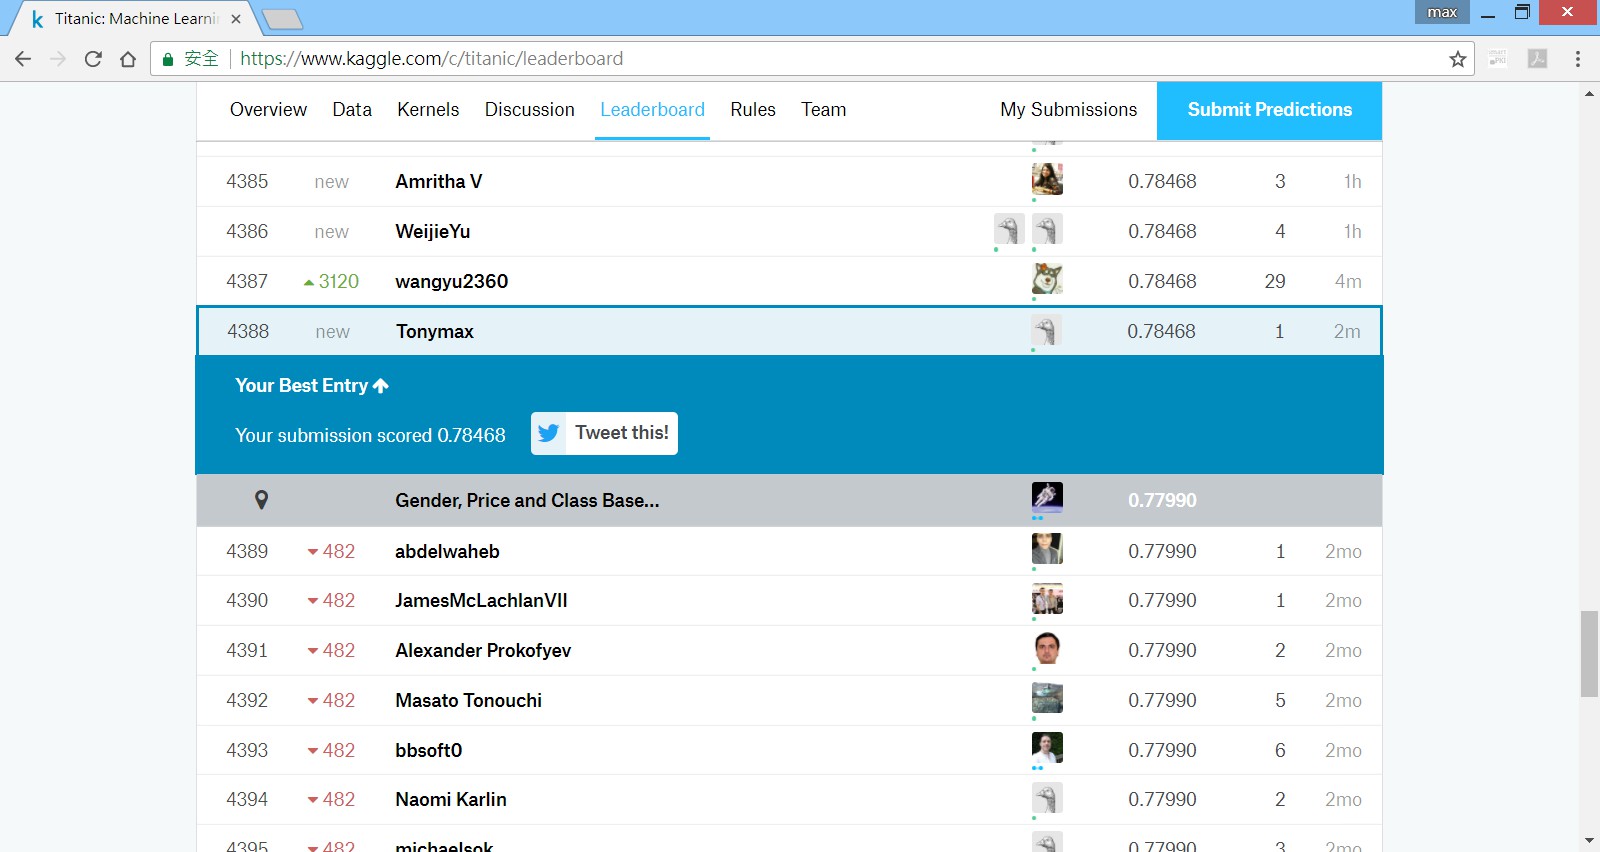 Titanic: Machine Learni
max
安全 https://www.kaggle.com/c/titanic/leaderboard
Overview Data Kernels Discussion Leaderboard Rules Team My Submissions Submit Predictions
4385 new Amritha V 0.78468 3 1h
4386 new WeijieYu 0.78468 4 1h
4387 3120 wangyu2360 0.78468 29 4m
4388 new Tonymax 0.78468 1 2m
Your Best Entry
Your submission scored 0.78468 Tweet this!
Gender, Price and Class Base... 0.77990
4389 482 abdelwaheb 0.77990 1 2mo
4390 482 JamesMcLachlanVII 0.77990 1 2mo
4391 482 Alexander Prokofyev 0.77990 2 2mo
4392 482 Masato Tonouchi 0.77990 5 2mo
4393 482 bbsoft0 0.77990 6 2mo
4394 482 Naomi Karlin 0.77990 2 2mo
4395 482 michaelsok 0.77990 3 2mo